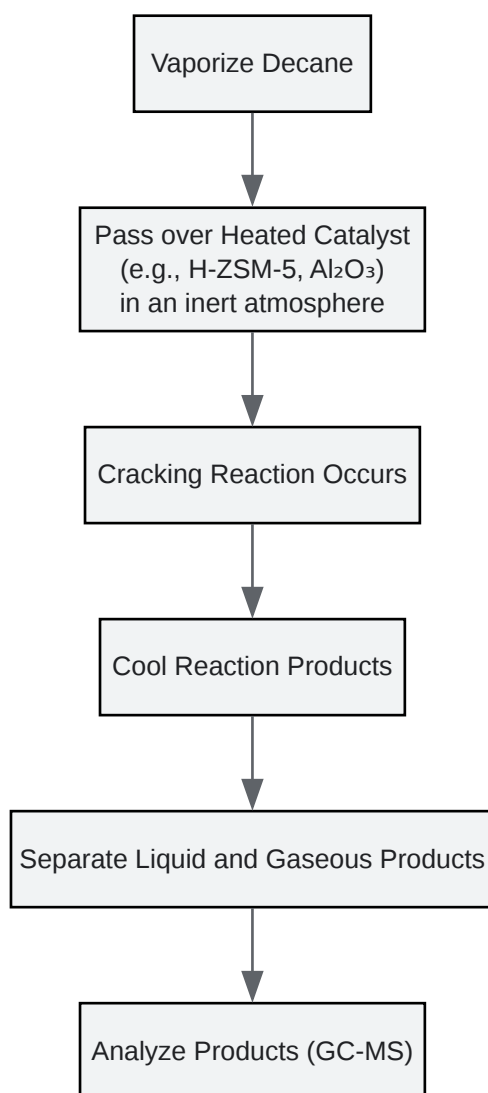 Vaporize Decane
Pass over Heated Catalyst
(e.g., H-ZSM-5, Al₂O₃)
in an inert atmosphere
Cracking Reaction Occurs
Cool Reaction Products
Separate Liquid and Gaseous Products
Analyze Products (GC-MS)